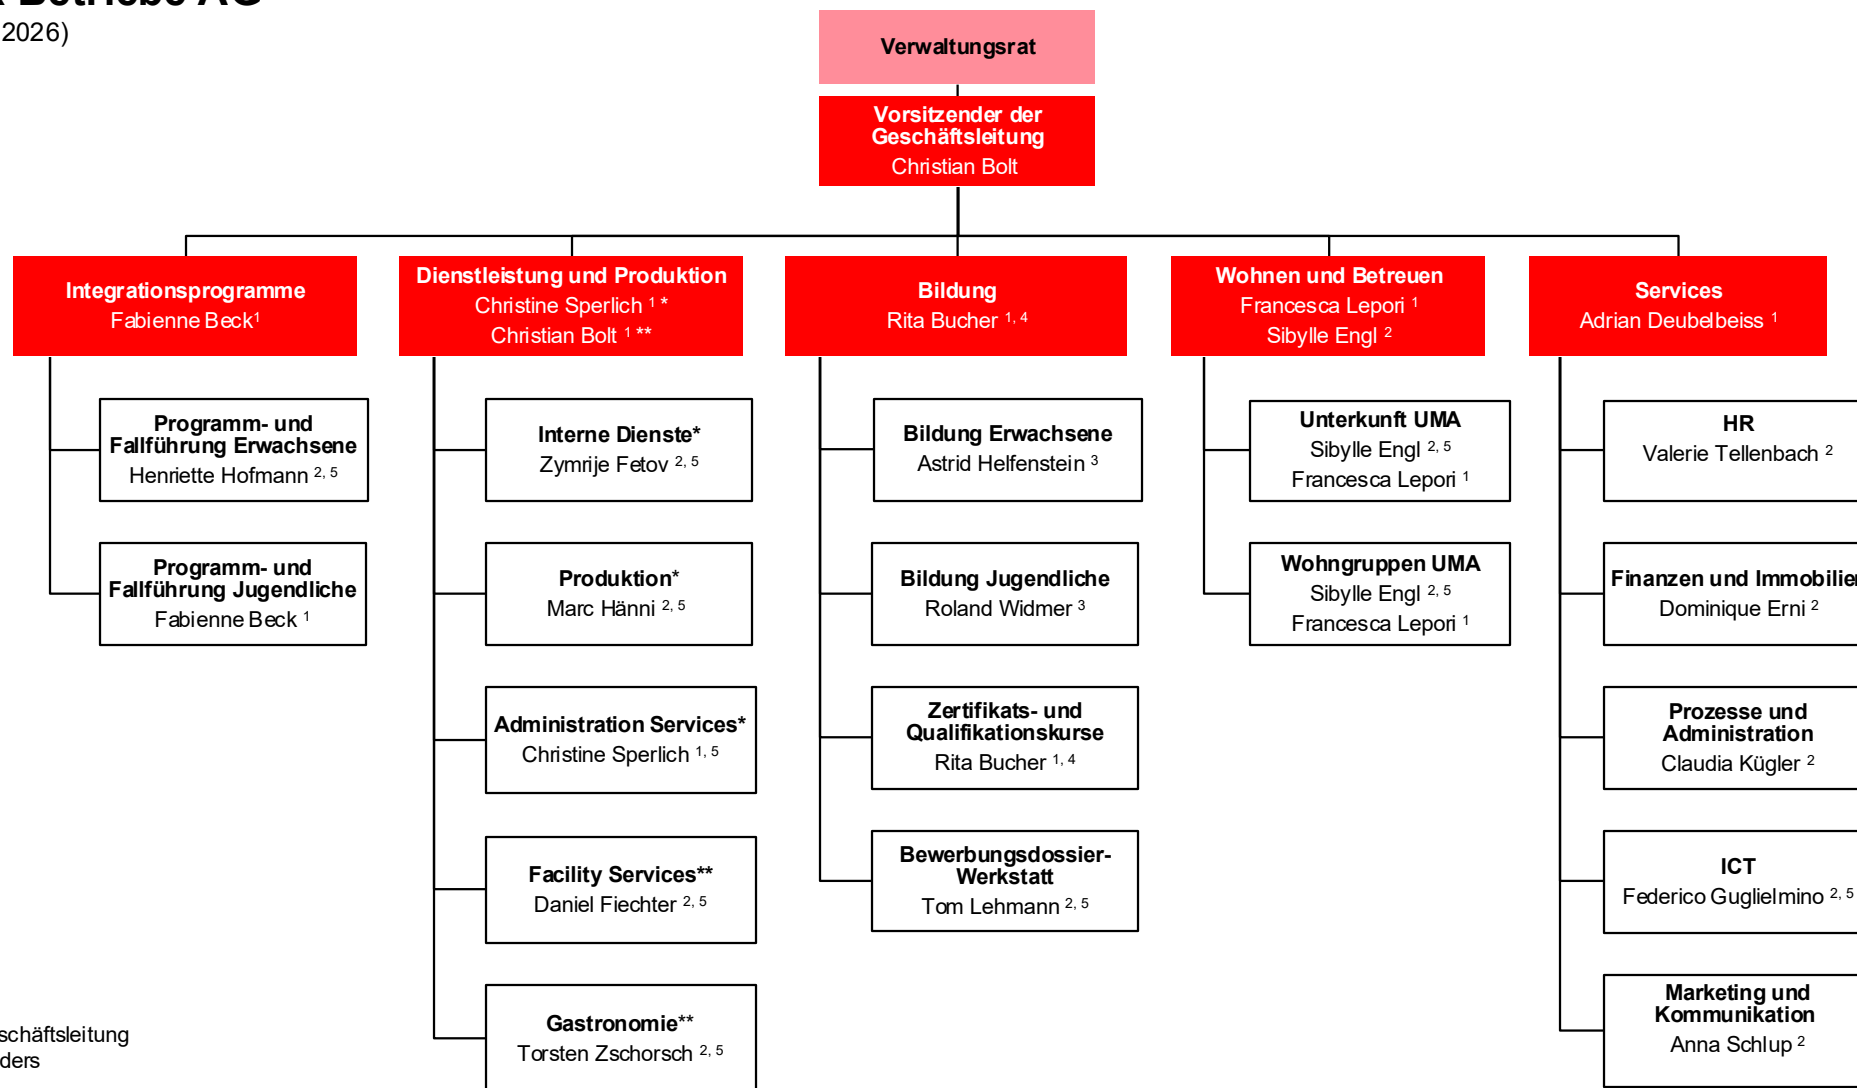 Betriebe AG
2026)
Verwaltungsrat
Vorsitzender der
Geschäftsleitung
Christian Bolt
Integrationsprogramme
Fabienne Beck¹
Dienstleistung und Produktion
Christine Sperlich ¹ *
Christian Bolt ¹ **
Bildung
Rita Bucher ¹, ⁴
Wohnen und Betreuen
Francesca Lepori ¹
Sibylle Engl ²
Services
Adrian Deubelbeiss ¹
Programm- und
Fallführung Erwachsene
Henriette Hofmann ², ⁵
Programm- und
Fallführung Jugendliche
Fabienne Beck ¹
Interne Dienste*
Zymrije Fetov ², ⁵
Produktion*
Marc Hänni ², ⁵
Administration Services*
Christine Sperlich ¹, ⁵
Facility Services**
Daniel Fiechter ², ⁵
Gastronomie**
Torsten Zschorsch ², ⁵
Bildung Erwachsene
Astrid Helfenstein ³
Bildung Jugendliche
Roland Widmer ³
Zertifikats- und
Qualifikationskurse
Rita Bucher ¹, ⁴
Bewerbungsdossier-
Werkstatt
Tom Lehmann ², ⁵
Unterkunft UMA
Sibylle Engl ², ⁵
Francesca Lepori ¹
Wohngruppen UMA
Sibylle Engl ², ⁵
Francesca Lepori ¹
HR
Valerie Tellenbach ²
Finanzen und Immobilie
Dominique Erni ²
Prozesse und
Administration
Claudia Kügler ²
ICT
Federico Guglielmino ², ⁵
Marketing und
Kommunikation
Anna Schlup ²
schäftsleitung
ders